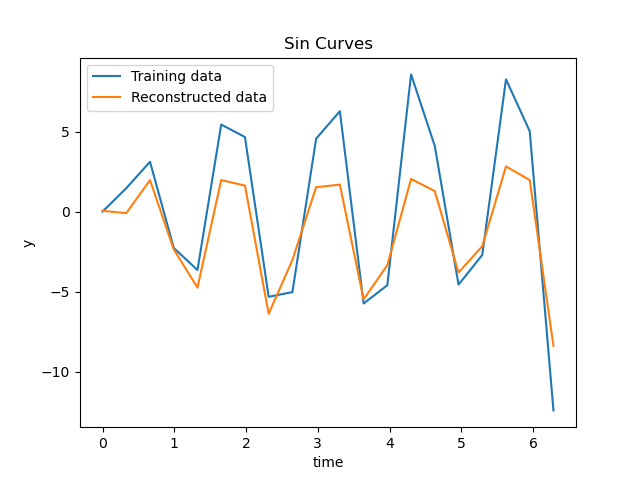 Sin Curves
Training data
Reconstructed data
5
0
−5
−10
y
0 1 2 3 4 5 6
time